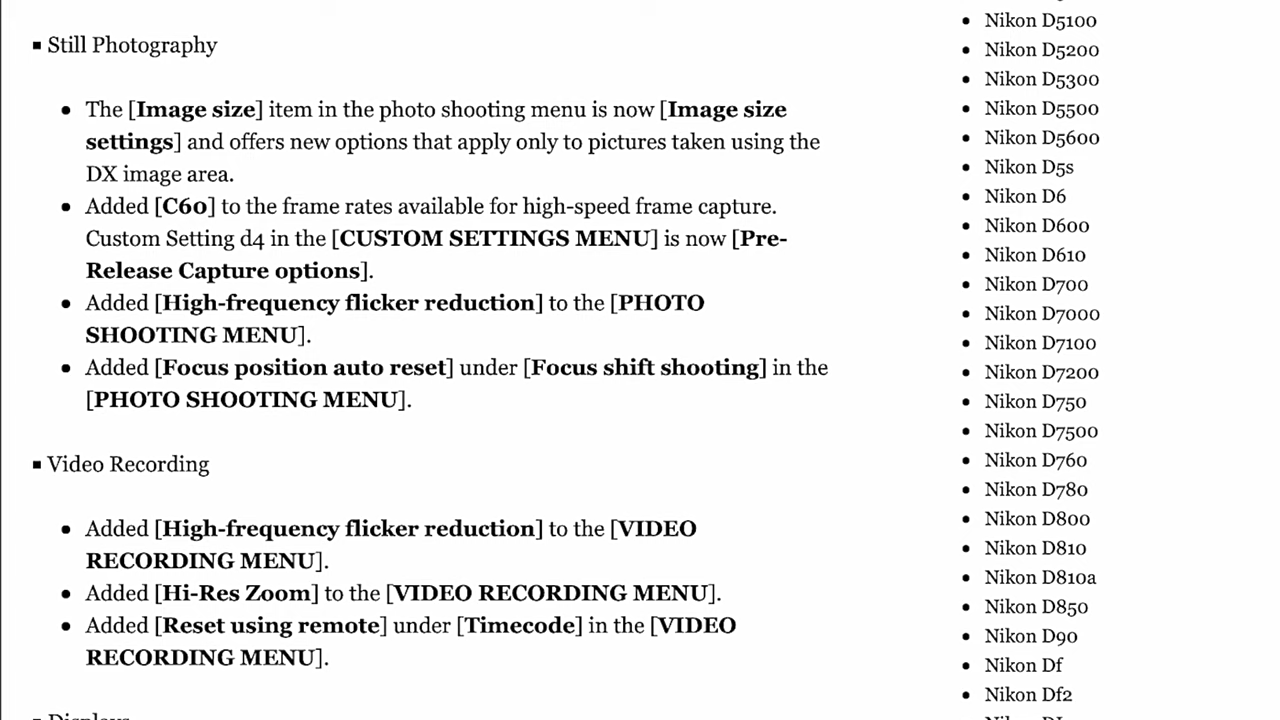 ▪ Still Photography
• The [Image size] item in the photo shooting menu is now [Image size
settings] and offers new options that apply only to pictures taken using the
DX image area.
• Added [C60] to the frame rates available for high-speed frame capture.
Custom Setting d4 in the [CUSTOM SETTINGS MENU] is now [Pre-
Release Capture options].
• Added [High-frequency flicker reduction] to the [PHOTO
SHOOTING MENU].
• Added [Focus position auto reset] under [Focus shift shooting] in the
[PHOTO SHOOTING MENU].
▪ Video Recording
• Added [High-frequency flicker reduction] to the [VIDEO
RECORDING MENU].
• Added [Hi-Res Zoom] to the [VIDEO RECORDING MENU].
• Added [Reset using remote] under [Timecode] in the [VIDEO
RECORDING MENU].
▪ Displays
• Nikon D5100
• Nikon D5200
• Nikon D5300
• Nikon D5500
• Nikon D5600
• Nikon D5s
• Nikon D6
• Nikon D600
• Nikon D610
• Nikon D700
• Nikon D7000
• Nikon D7100
• Nikon D7200
• Nikon D750
• Nikon D7500
• Nikon D760
• Nikon D780
• Nikon D800
• Nikon D810
• Nikon D810a
• Nikon D850
• Nikon D90
• Nikon Df
• Nikon Df2